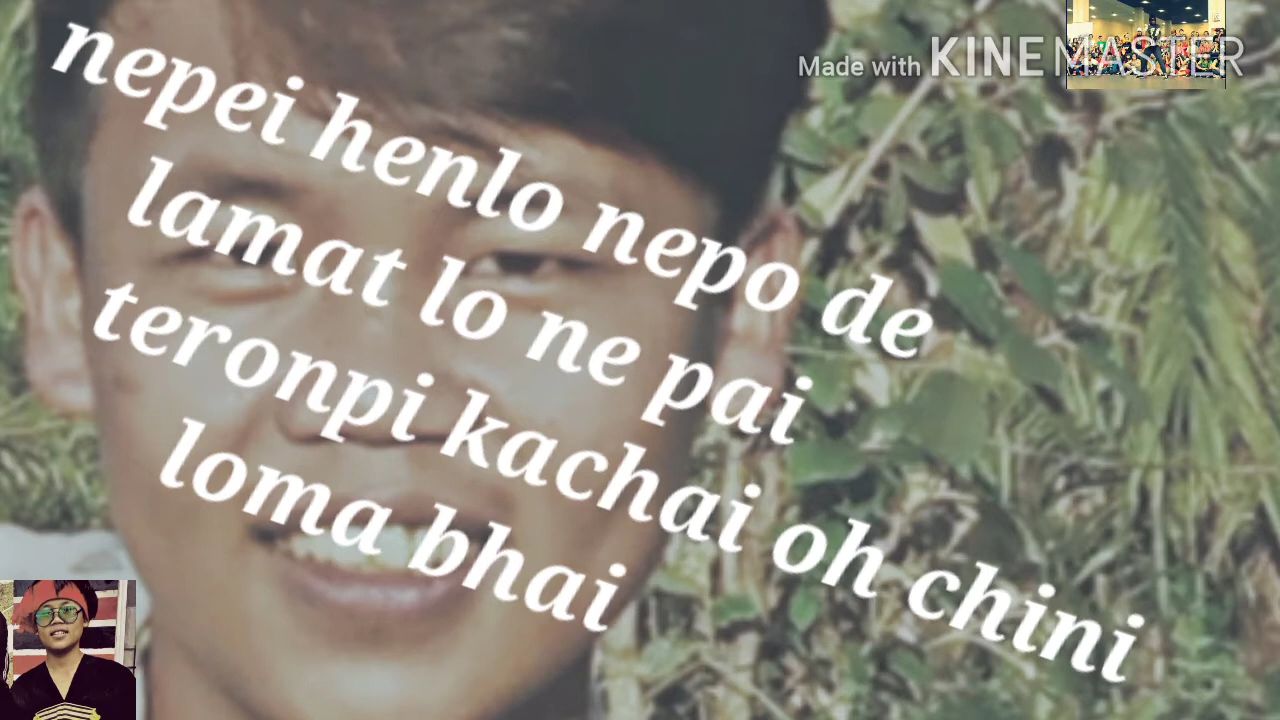 Made with KINEMASTER
nepei henlo nepo de
lamat lo ne pai
teronpi kachai oh chini
loma bhai